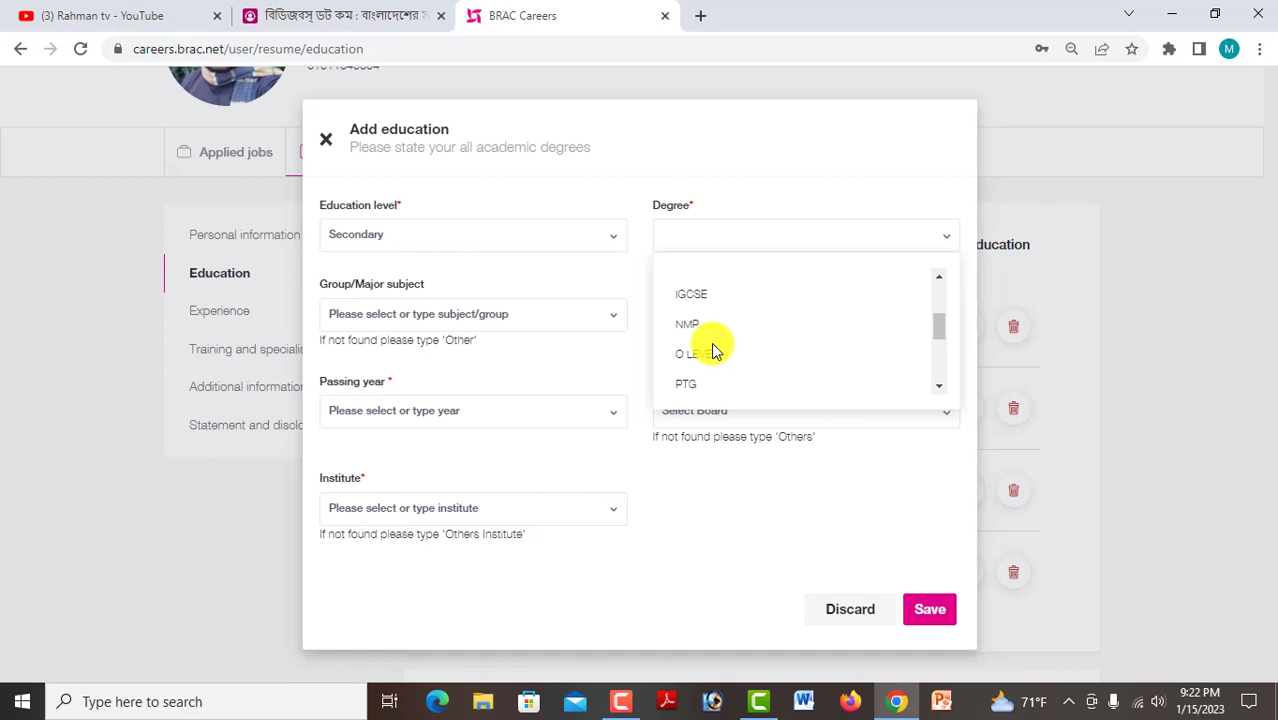 (3) Rahman tv - YouTube
বিডিজবস্ ডট কম : বাংলাদেশের স
BRAC Careers
careers.brac.net/user/resume/education
M
Applied jobs
Add education
Please state your all academic degrees
Personal information
Education
Experience
Training and speciali
Additional informati
Statement and disclo
ducation
Education level*
Secondary
Degree*
IGCSE
NMP
O LEVEL
PTG
Group/Major subject
Please select or type subject/group
If not found please type 'Other'
Passing year *
Please select or type year
Select Board
If not found please type 'Others'
Institute*
Please select or type institute
If not found please type 'Others Institute'
Discard
Save
Type here to search
71°F
9:22 PM
1/15/2023